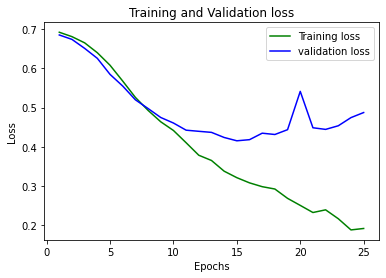 Training and Validation loss
Training loss
validation loss
Loss
0.7
0.6
0.5
0.4
0.3
0.2
0
5
10
15
20
25
Epochs